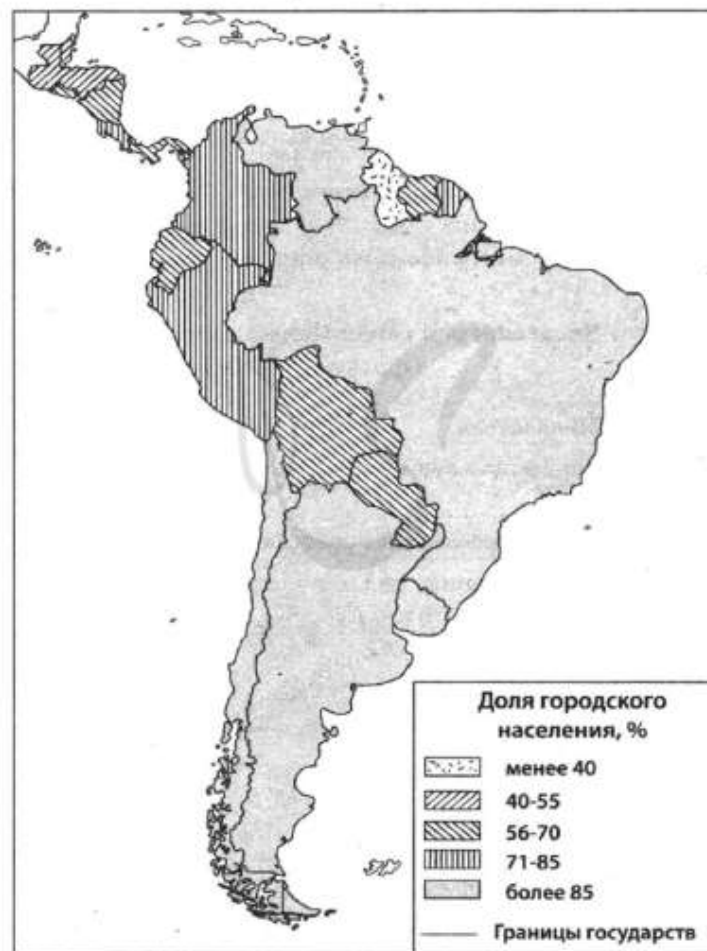 Доля городского
населения, %
менее 40
40-55
56-70
71-85
более 85
Границы государств